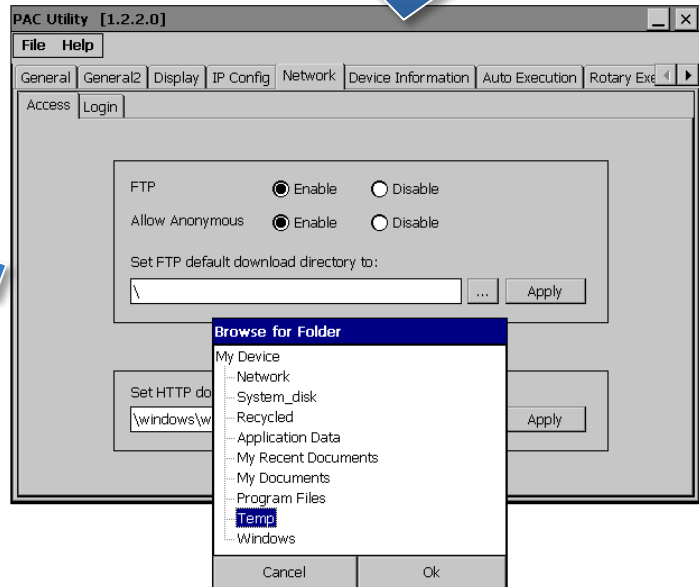 PAC Utility [1.2.2.0]
File Help
General General2 Display IP Config Network Device Information Auto Execution Rotary Exe
Access Login
FTP Enable Disable
Allow Anonymous Enable Disable
Set FTP default download directory to:
\ ... Apply
Browse for Folder
My Device
Network
System_disk
Recycled
Application Data
My Recent Documents
My Documents
Program Files
Temp
Windows
Cancel Ok
Set HTTP do
\windows\w Apply